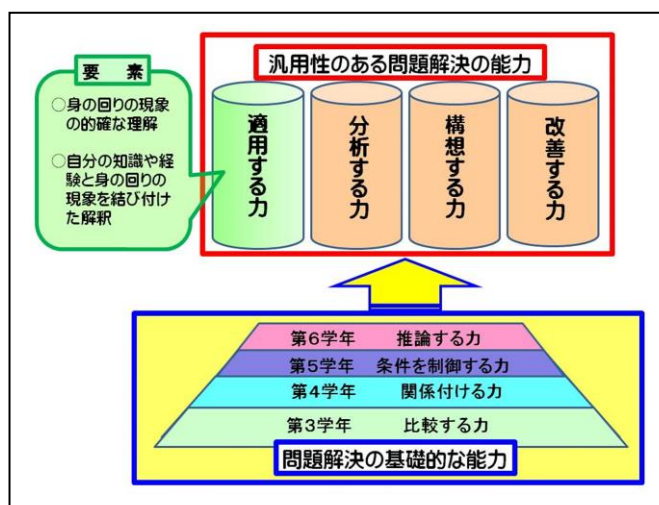 汎用性のある問題解決の能力
要　素
○身の回りの現象
の的確な理解
○自分の知識や経
験と身の回りの
現象を結び付け
た解釈
適用する力
分析する力
構想する力
改善する力
第6学年　推論する力
第5学年　条件を制御する力
第4学年　関係付ける力
第3学年　比較する力
問題解決の基礎的な能力